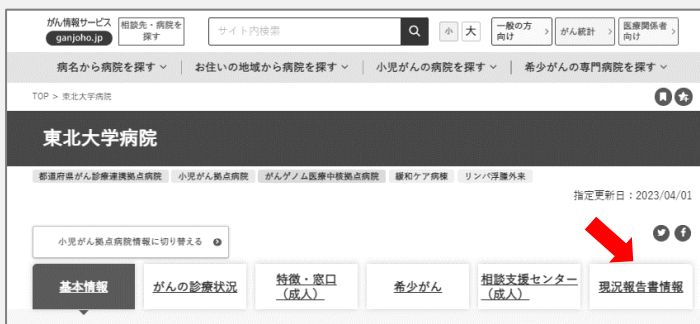 がん情報サービス
ganjoho.jp
相談先・病院を
探す
サイト内検索
小 大
一般の方
向け
がん統計
医療関係者
向け
病名から病院を探す
お住いの地域から病院を探す
小児がんの病院を探す
希少がんの専門病院を探す
TOP > 東北大学病院
東北大学病院
都道府県がん診療連携拠点病院 小児がん拠点病院 がんゲノム医療中核拠点病院 緩和ケア病棟 リンパ浮腫外来
指定更新日：2023/04/01
小児がん拠点病院情報に切り替える
基本情報
がんの診療状況
特徴・窓口
（成人）
希少がん
相談支援センター
（成人）
現況報告書情報